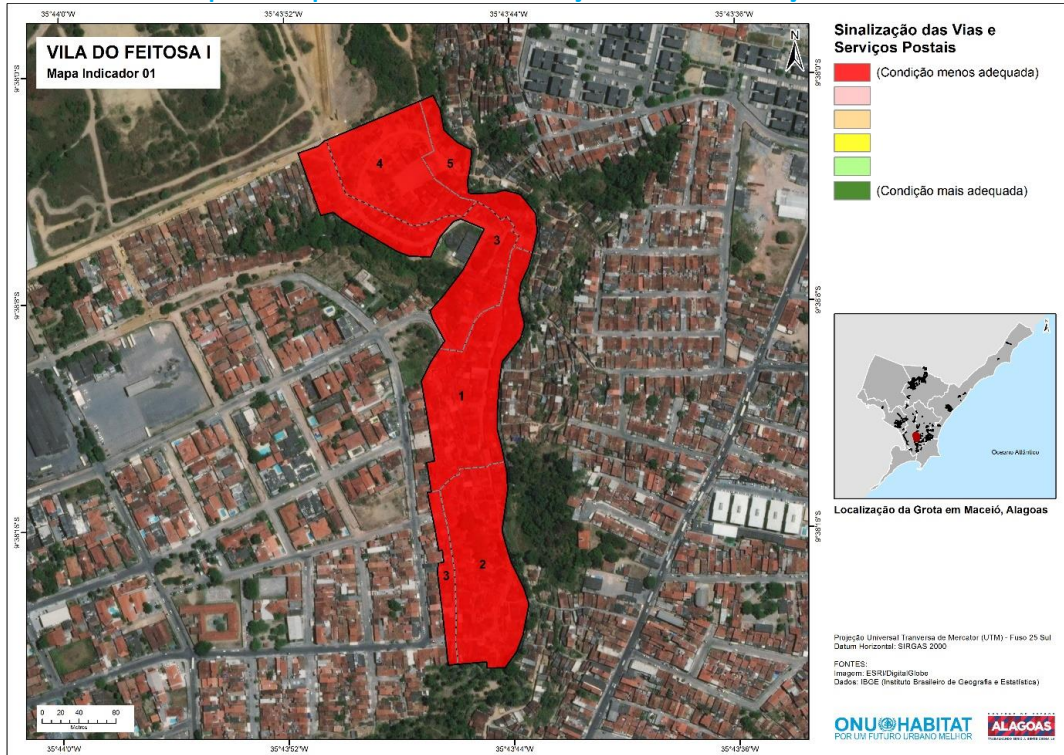 35°44'0"W
35°43'52"W
35°43'44"W
35°43'36"W
VILA DO FEITOSA I
Mapa Indicador 01
N
Sinalização das Vias e
Serviços Postais
(Condição menos adequada)
(Condição mais adequada)
4
5
3
1
2
3
Oceano Atlântico
Localização da Grota em Maceió, Alagoas
Projeção Universal Tranversa de Mercator (UTM) - Fuso 25 Sul
Datum Horizontal: SIRGAS 2000
FONTES:
Imagem: ESRI/DigitalGlobe
Dados: IBGE (Instituto Brasileiro de Geografia e Estatística)
0 20 40 80
Metros
ONU HABITAT
POR UM FUTURO URBANO MELHOR
ALAGOAS
35°44'0"W
35°43'52"W
35°43'44"W
35°43'36"W